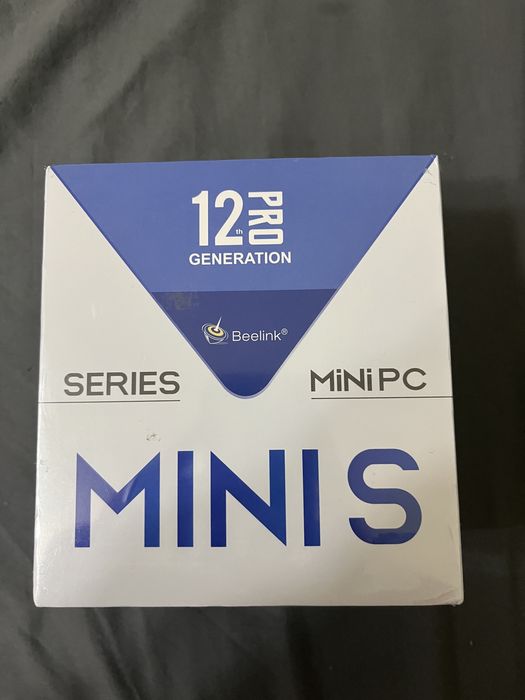 12th PRO
GENERATION
Beelink®
SERIES
MiNi PC
MINI S